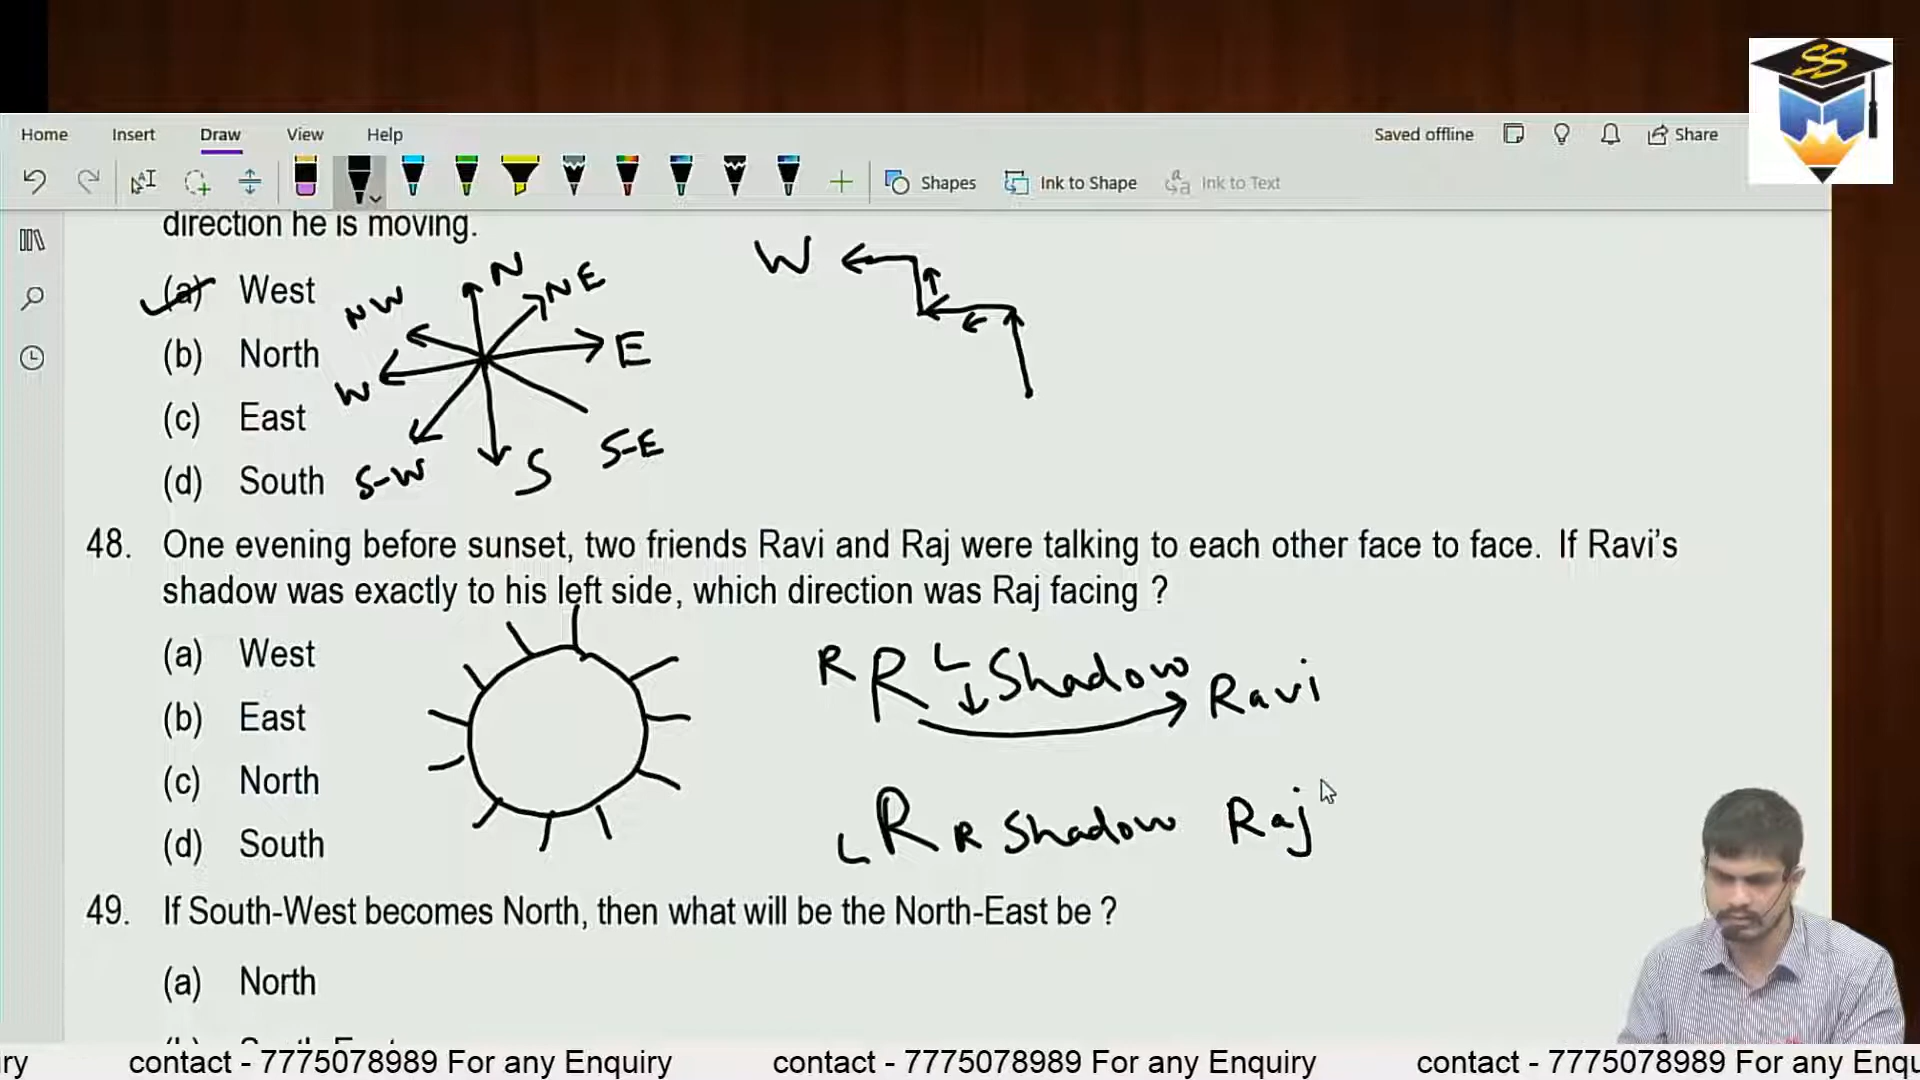 SS
Home Insert Draw View Help Saved offline Share
Shapes Ink to Shape Ink to Text
direction he is moving.
(a) West
(b) North
(c) East
(d) South
N
NE
E
S-E
S
S-W
W
NW
W
48. One evening before sunset, two friends Ravi and Raj were talking to each other face to face. If Ravi's
shadow was exactly to his left side, which direction was Raj facing ?
(a) West
(b) East
(c) North
(d) South
R R L Shadow Ravi
L R R Shadow Raj
49. If South-West becomes North, then what will be the North-East be ?
(a) North
ry contact - 7775078989 For any Enquiry contact - 7775078989 For any Enquiry contact - 7775078989 For any Enqu